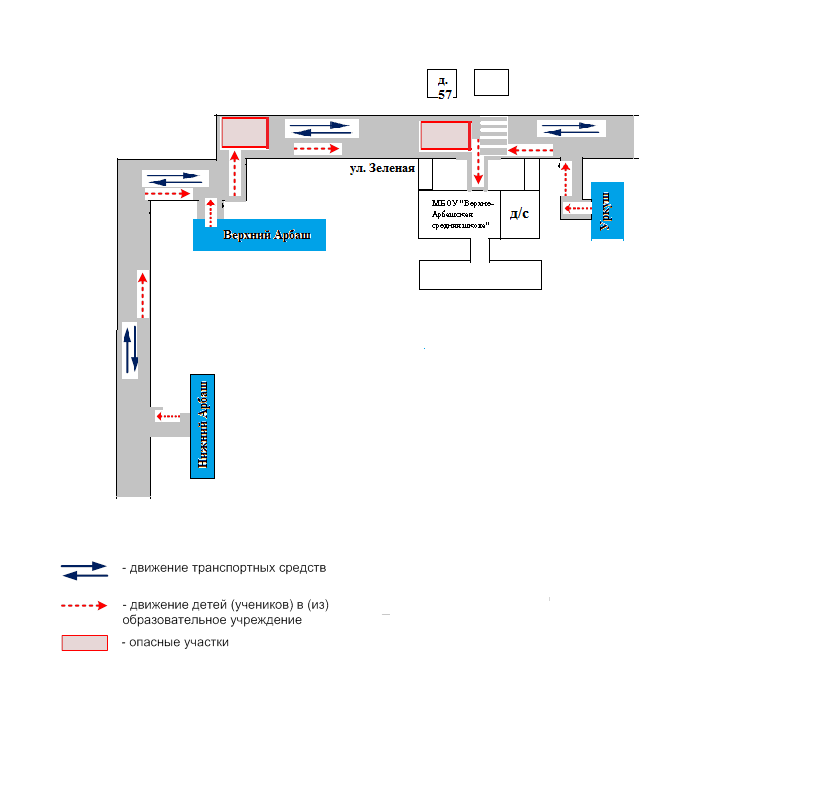 д.
57
ул. Зеленая
МБОУ "Верхне-
Арбашская
средняя школа"
д/с
Уркуш
Верхний Арбаш
Нижний Арбаш
- движение транспортных средств
- движение детей (учеников) в (из)
образовательное учреждение
- опасные участки